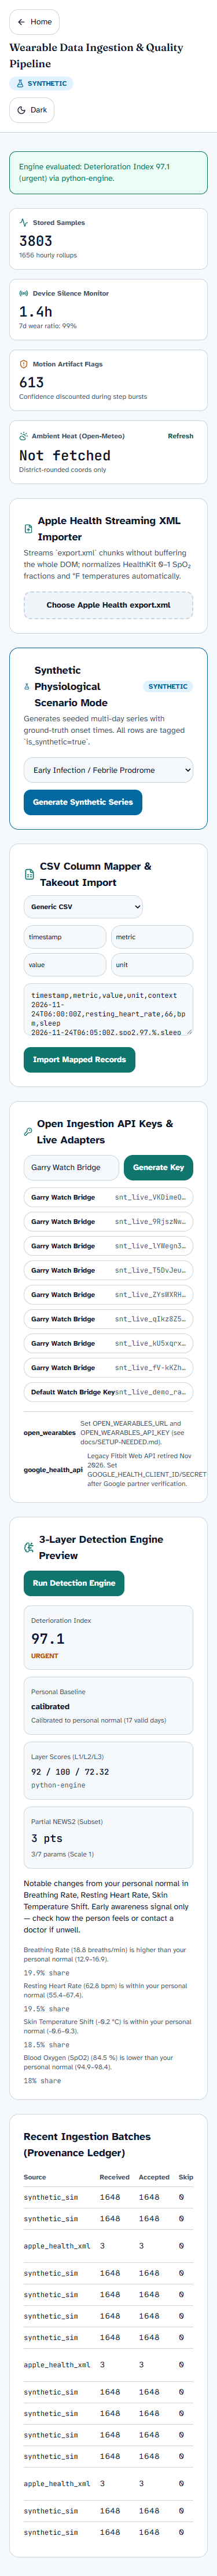 Home
Wearable Data Ingestion & Quality
Pipeline
SYNTHETIC
Dark
Engine evaluated: Deterioration Index 97.1
(urgent) via python-engine.
Stored Samples
3803
1656 hourly rollups
Device Silence Monitor
1.4h
7d wear ratio: 99%
Motion Artifact Flags
613
Confidence discounted during step bursts
Ambient Heat (Open-Meteo)
Refresh
Not fetched
District-rounded coords only
Apple Health Streaming XML
Importer
Streams `export.xml` chunks without buffering
the whole DOM; normalizes HealthKit 0–1 SpO₂
fractions and °F temperatures automatically.
Choose Apple Health export.xml
Synthetic
Physiological
Scenario Mode
SYNTHETIC
Generates seeded multi-day series with
ground-truth onset times. All rows are tagged
`is_synthetic=true`.
Early Infection / Febrile Prodrome
Generate Synthetic Series
CSV Column Mapper &
Takeout Import
Generic CSV
timestamp
metric
value
unit
timestamp,metric,value,unit,context
2026-11-
24T06:00:00Z,resting_heart_rate,66,bp
m,sleep
2026-11-24T06:05:00Z,spo2,97,%,sleep
Import Mapped Records
Open Ingestion API Keys &
Live Adapters
Garry Watch Bridge
Generate Key
Garry Watch Bridge snt_live_VKDimeO…
Garry Watch Bridge snt_live_9RjszNw…
Garry Watch Bridge snt_live_lYWegn3…
Garry Watch Bridge snt_live_T5DvJeu…
Garry Watch Bridge snt_live_ZYsWXRH…
Garry Watch Bridge snt_live_qIkz8Z5…
Garry Watch Bridge snt_live_kU5xqrx…
Garry Watch Bridge snt_live_fV-kKZh…
Default Watch Bridge Key snt_live_demo_ra…
open_wearables
Set OPEN_WEARABLES_URL and
OPEN_WEARABLES_API_KEY (see
docs/SETUP-NEEDED.md).
google_health_api
Legacy Fitbit Web API retired Nov
2026. Set
GOOGLE_HEALTH_CLIENT_ID/SECRET
after Google partner verification.
3-Layer Detection Engine
Preview
Run Detection Engine
Deterioration Index
97.1
URGENT
Personal Baseline
calibrated
Calibrated to personal normal (17 valid days)
Layer Scores (L1/L2/L3)
92 / 100 / 72.32
python-engine
Partial NEWS2 (Subset)
3 pts
3/7 params (Scale 1)
Notable changes from your personal normal in
Breathing Rate, Resting Heart Rate, Skin
Temperature Shift. Early awareness signal only
— check how the person feels or contact a
doctor if unwell.
Breathing Rate (18.8 breaths/min) is higher than your
personal normal (12.9–16.9).
19.9% share
Resting Heart Rate (62.8 bpm) is within your personal
normal (55.4–67.4).
19.5% share
Skin Temperature Shift (-0.2 °C) is within your personal
normal (-0.6–0.3).
18.5% share
Blood Oxygen (SpO2) (84.5 %) is lower than your
personal normal (94.9–98.4).
18% share
Recent Ingestion Batches
(Provenance Ledger)
Source Received Accepted Skip
synthetic_sim 1648 1648 0
synthetic_sim 1648 1648 0
apple_health_xml 3 3 0
synthetic_sim 1648 1648 0
synthetic_sim 1648 1648 0
synthetic_sim 1648 1648 0
synthetic_sim 1648 1648 0
apple_health_xml 3 3 0
synthetic_sim 1648 1648 0
synthetic_sim 1648 1648 0
synthetic_sim 1648 1648 0
synthetic_sim 1648 1648 0
apple_health_xml 3 3 0
synthetic_sim 1648 1648 0
synthetic_sim 1648 1648 0